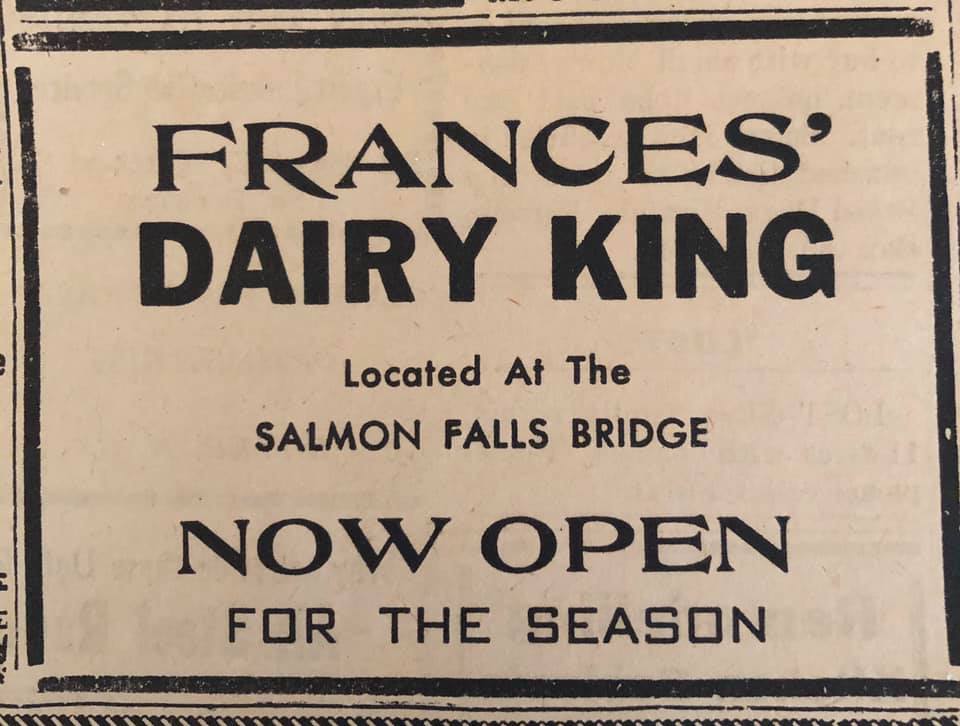 FRANCES’
DAIRY KING
Located At The
SALMON FALLS BRIDGE
NOW OPEN
FOR THE SEASON